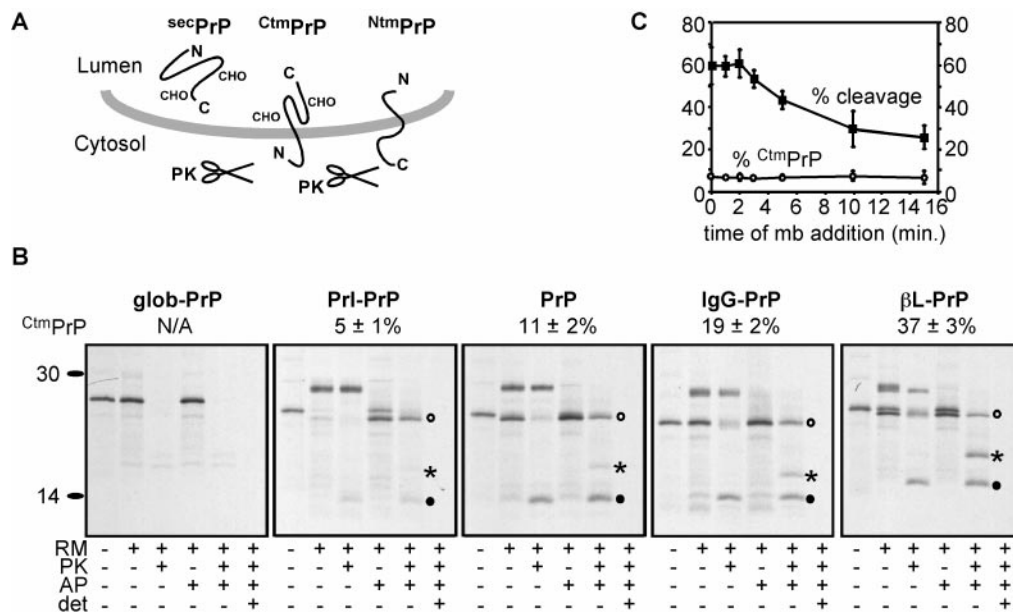 A
secPrP CtmPrP NtmPrP
Lumen
N
CHO
CHO
C
C
CHO
CHO
N
N
C
Cytosol
PK
PK
C
80 80
60 60
40 40
20 20
0 0
% cleavage
% CtmPrP
0 2 4 6 8 10 12 14 16
time of mb addition (min.)
B
glob-PrP Prl-PrP PrP IgG-PrP βL-PrP
CtmPrP N/A 5 ± 1% 11 ± 2% 19 ± 2% 37 ± 3%
30
14
* * * *
RM - + + + + + - + + + + + - + + + + + - + + + + + - + + + + +
PK - - + - + + - - + - + + - - + - + + - - + - + + - - + - + +
AP - - - + + + - - - + + + - - - + + + - - - + + + - - - + + +
det - - - - - + - - - - - + - - - - - + - - - - - + - - - - - +